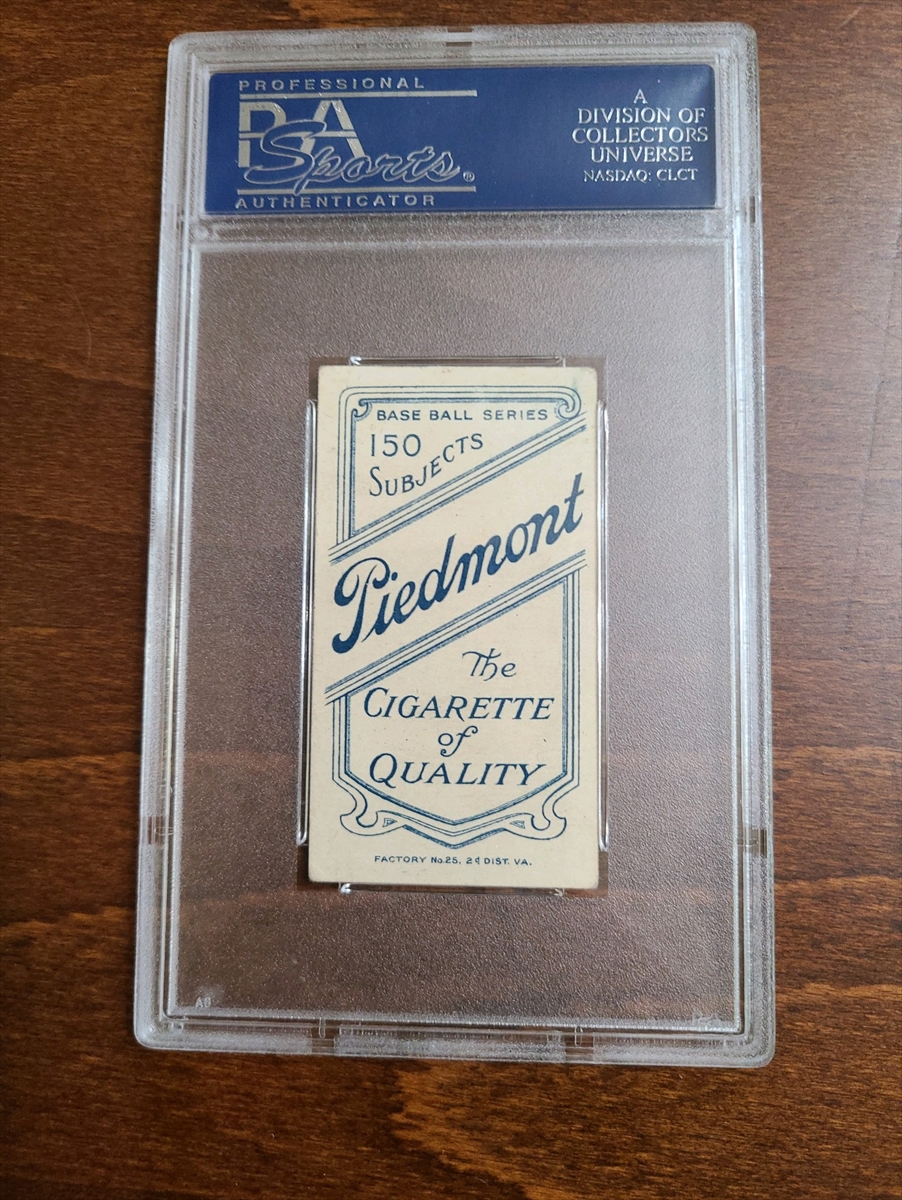 PROFESSIONAL
PSA
Sports®
AUTHENTICATOR
A
DIVISION OF
COLLECTORS
UNIVERSE
NASDAQ: CLCT
BASE BALL SERIES
150
SUBJECTS
Piedmont
The
CIGARETTE
of
QUALITY
FACTORY No. 25, 2d DIST. VA.
A8